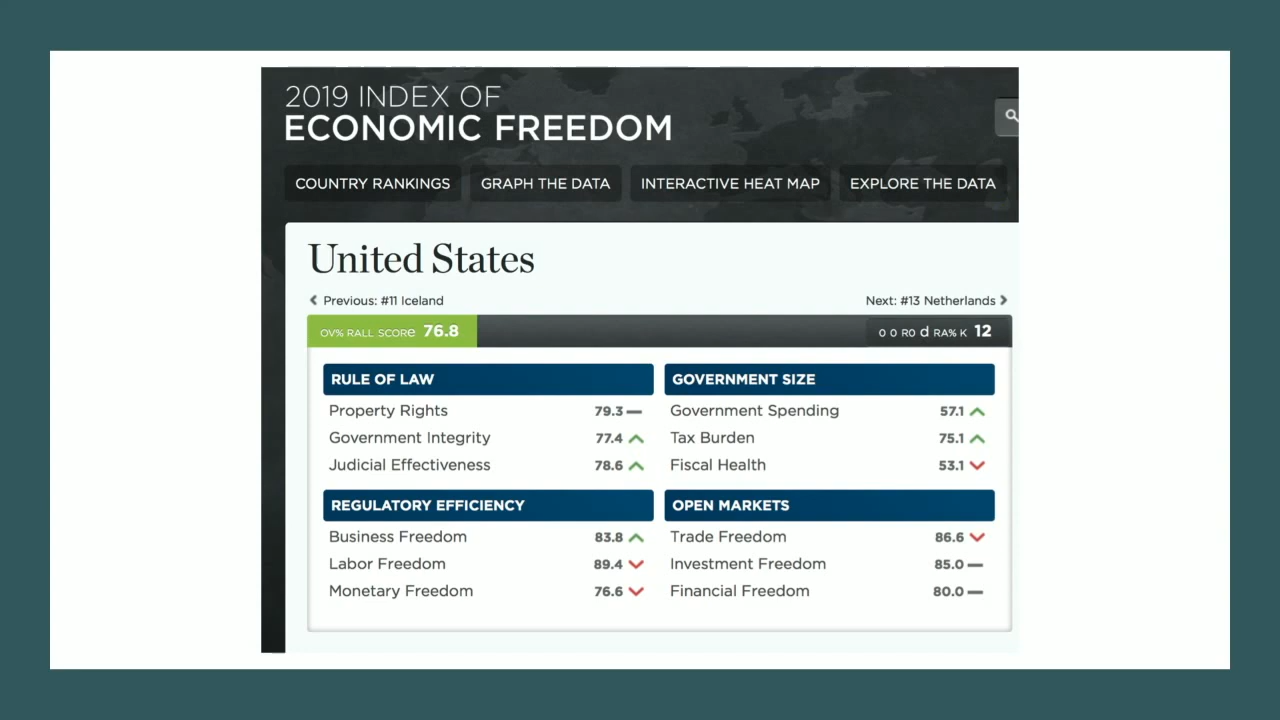 2019 INDEX OF
ECONOMIC FREEDOM
COUNTRY RANKINGS GRAPH THE DATA INTERACTIVE HEAT MAP EXPLORE THE DATA
United States
Previous: #11 Iceland Next: #13 Netherlands
OV% RALL SCORe 76.8 O O RO d RA% K 12
RULE OF LAW
Property Rights 79.3
Government Integrity 77.4
Judicial Effectiveness 78.6
GOVERNMENT SIZE
Government Spending 57.1
Tax Burden 75.1
Fiscal Health 53.1
REGULATORY EFFICIENCY
Business Freedom 83.8
Labor Freedom 89.4
Monetary Freedom 76.6
OPEN MARKETS
Trade Freedom 86.6
Investment Freedom 85.0
Financial Freedom 80.0